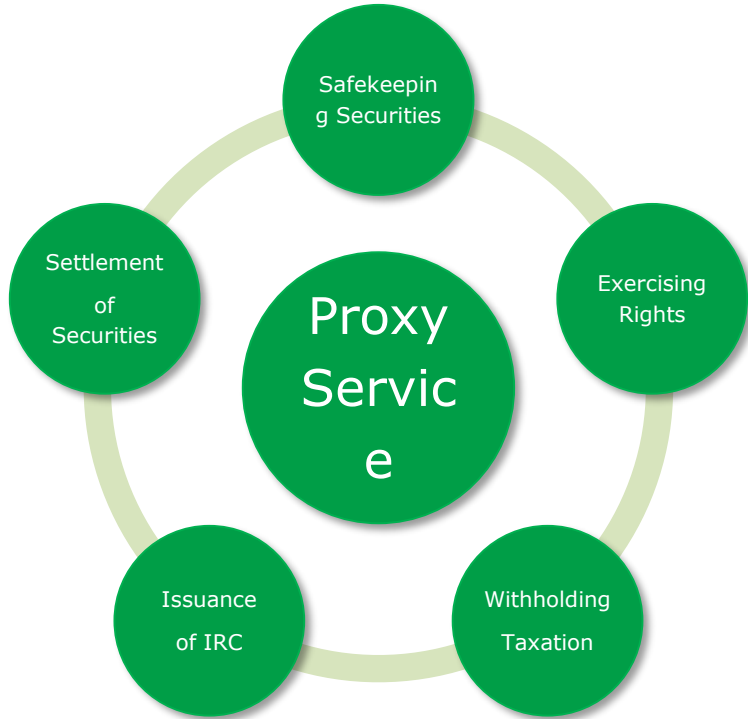 Safekeepin
g Securities
Settlement
of
Securities
Exercising
Rights
Proxy
Servic
e
Issuance
of IRC
Withholding
Taxation